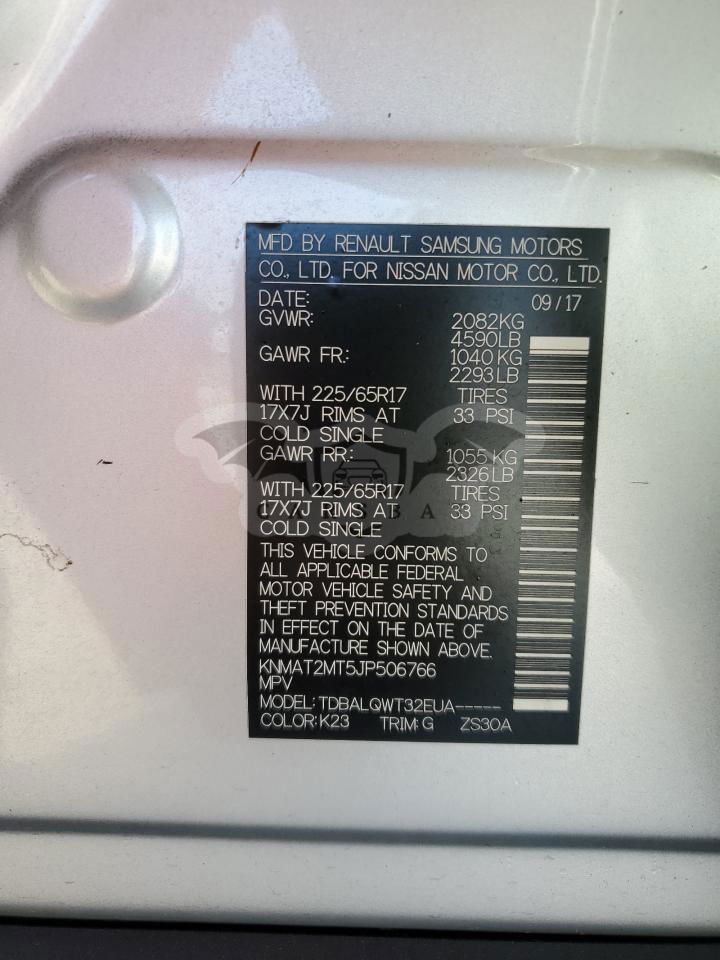 MFD BY RENAULT SAMSUNG MOTORS
CO., LTD. FOR NISSAN MOTOR CO., LTD.
DATE: 09/17
GVWR: 2082KG
4590LB
GAWR FR.: 1040KG
2293LB
WITH 225/65R17 TIRES
17X7J RIMS AT 33 PSI
COLD SINGLE
GAWR RR.: 1055KG
2326LB
WITH 225/65R17 TIRES
17X7J RIMS AT 33 PSI
COLD SINGLE
THIS VEHICLE CONFORMS TO
ALL APPLICABLE FEDERAL
MOTOR VEHICLE SAFETY AND
THEFT PREVENTION STANDARDS
IN EFFECT ON THE DATE OF
MANUFACTURE SHOWN ABOVE.
KNMAT2MT5JP506766
MPV
MODEL: TDBALQWT32EUA-----
COLOR: K23 TRIM: G ZS30A